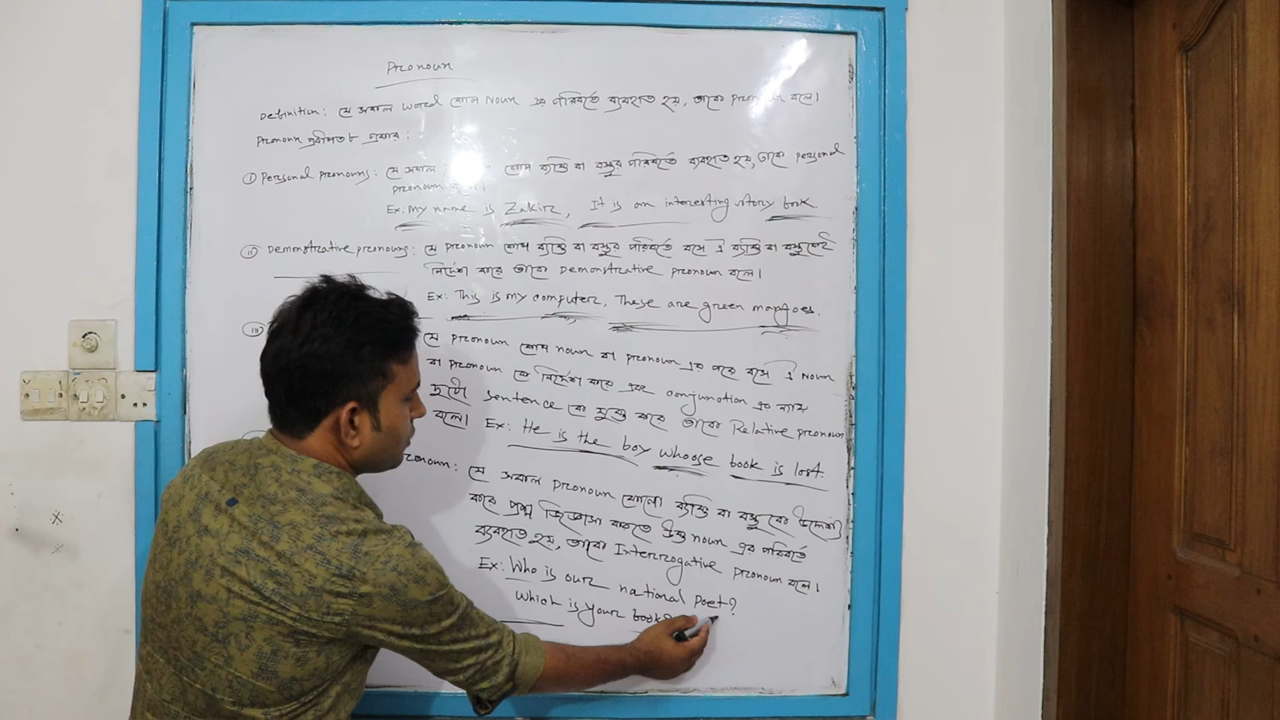 Pronoun
Definition: যে সকল word কোন Noun এর পরিবর্তে ব্যবহৃত হয়, তাকে বলে।
Pronoun প্রধানত ৮ প্রকার:
(i) Personal Pronouns: যে সকল কোন ব্যক্তি বা বস্তুর পরিবর্তে ব্যবহৃত হয়, তাকে Personal
pronoun
Ex: My name is Zakir, It is an interesting story book.
(ii) Demonstrative pronouns: যে pronoun কোন ব্যক্তি বা বস্তুর পরিবর্তে বসে ঐ ব্যক্তি বা বস্তুকেই
নির্দেশ করে তাকে Demonstrative pronoun বলে।
Ex: This is my computer, These are green mangoes.
(iii) যে pronoun কোন noun বা pronoun এর পরে বসে ঐ Noun
বা pronoun কে নির্দেশ করে এবং conjunction এর ন্যায়
দুটো sentence কে যুক্ত করে তাকে Relative pronoun
বলে। Ex: He is the boy whoose book is lost.
যে সকল pronoun কোনো ব্যক্তি বা বস্তুকে উদ্দেশ্য
করে প্রশ্ন জিজ্ঞাসা করতে উক্ত noun এর পরিবর্তে
ব্যবহৃত হয়, তাকে Interrogative pronoun বলে।
Ex: Who is our national poet?
Which is your book?